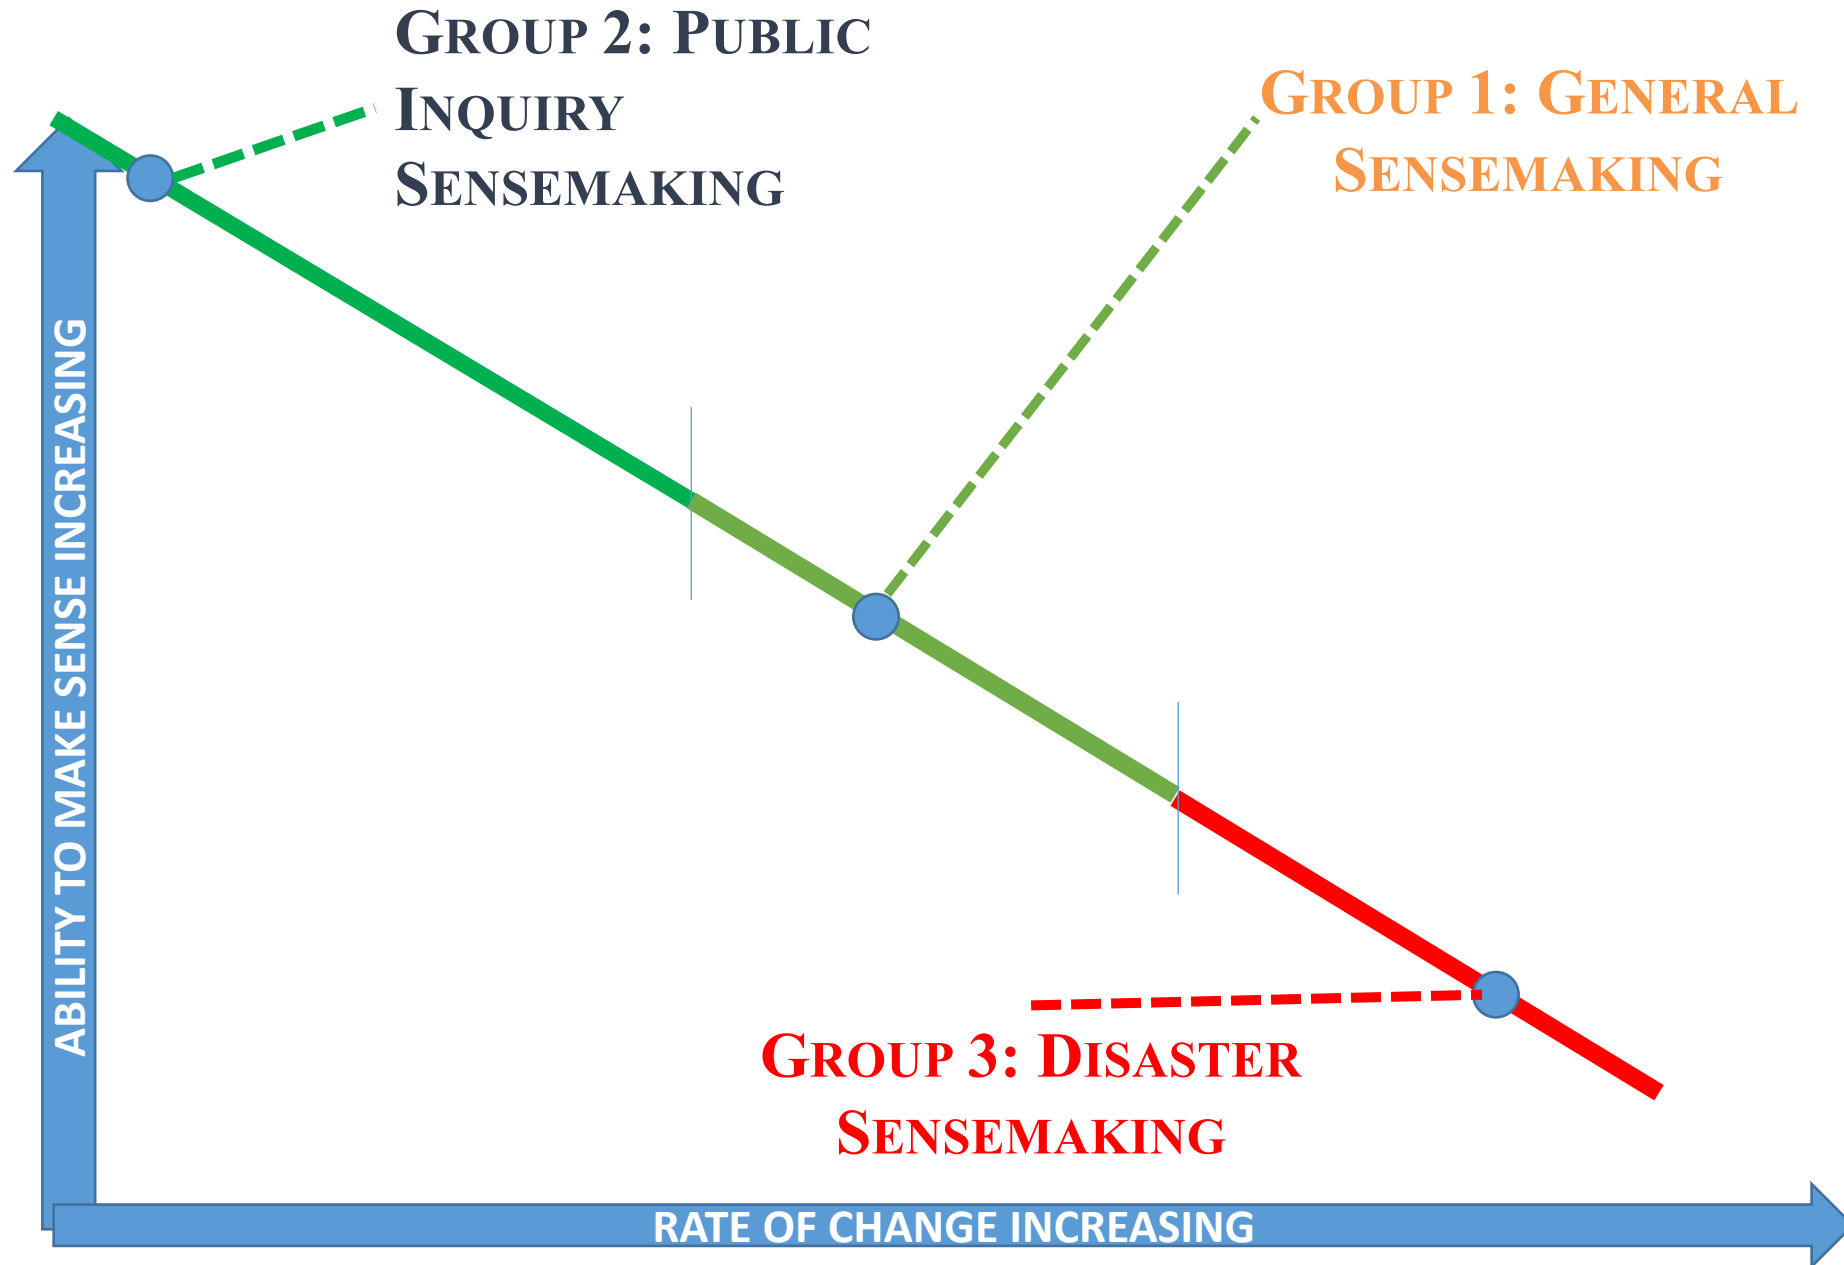 GROUP 2: PUBLIC
INQUIRY
SENSEMAKING
GROUP 1: GENERAL
SENSEMAKING
ABILITY TO MAKE SENSE INCREASING
GROUP 3: DISASTER
SENSEMAKING
RATE OF CHANGE INCREASING